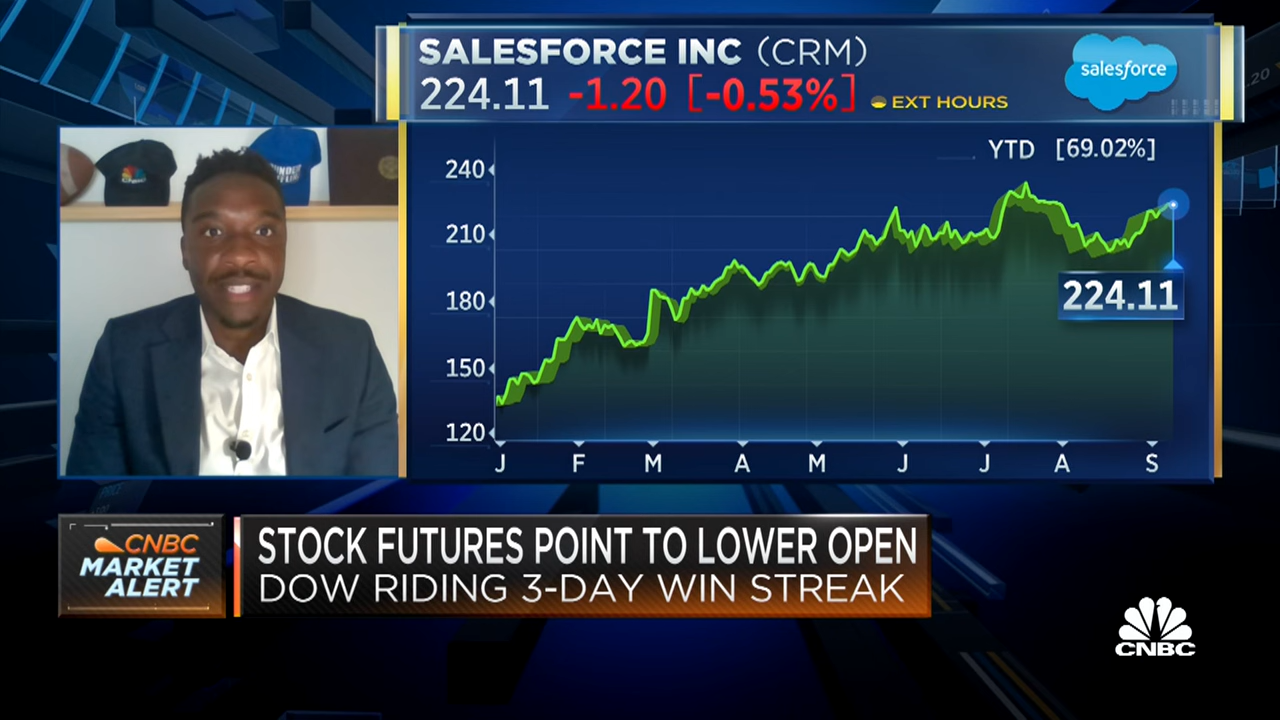 SALESFORCE INC (CRM)
224.11 -1.20 [-0.53%] EXT HOURS
salesforce
YTD [69.02%]
240
210
180
150
120
224.11
J F M A M J J A S
CNBC
MARKET
ALERT
STOCK FUTURES POINT TO LOWER OPEN
DOW RIDING 3-DAY WIN STREAK
CNBC